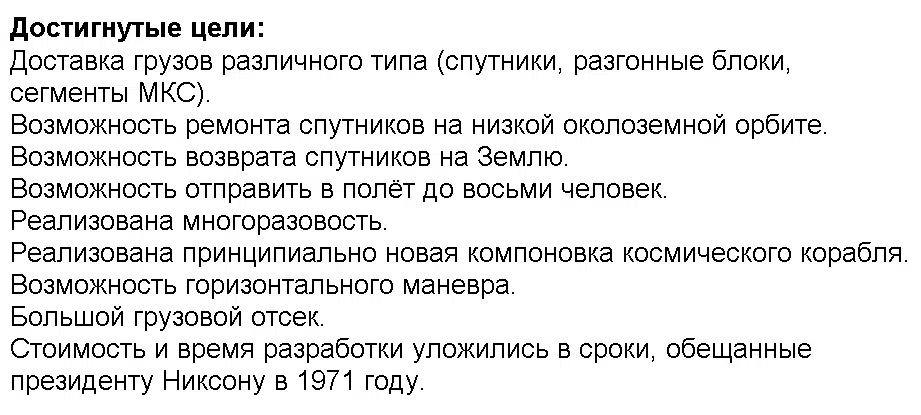 Достигнутые цели:
Доставка грузов различного типа (спутники, разгонные блоки,
сегменты МКС).
Возможность ремонта спутников на низкой околоземной орбите.
Возможность возврата спутников на Землю.
Возможность отправить в полёт до восьми человек.
Реализована многоразовость.
Реализована принципиально новая компоновка космического корабля.
Возможность горизонтального маневра.
Большой грузовой отсек.
Стоимость и время разработки уложились в сроки, обещанные
президенту Никсону в 1971 году.